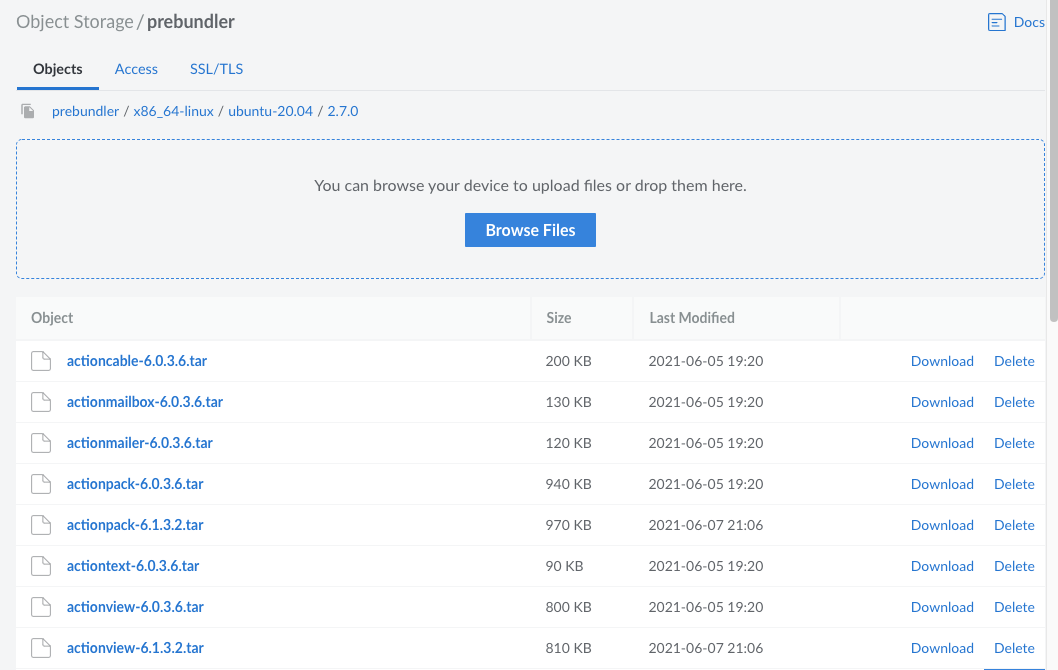 Object Storage / prebundler
Docs
Objects Access SSL/TLS
prebundler / x86_64-linux / ubuntu-20.04 / 2.7.0
You can browse your device to upload files or drop them here.
Browse Files
Object Size Last Modified
actioncable-6.0.3.6.tar 200 KB 2021-06-05 19:20 Download Delete
actionmailbox-6.0.3.6.tar 130 KB 2021-06-05 19:20 Download Delete
actionmailer-6.0.3.6.tar 120 KB 2021-06-05 19:20 Download Delete
actionpack-6.0.3.6.tar 940 KB 2021-06-05 19:20 Download Delete
actionpack-6.1.3.2.tar 970 KB 2021-06-07 21:06 Download Delete
actiontext-6.0.3.6.tar 90 KB 2021-06-05 19:20 Download Delete
actionview-6.0.3.6.tar 800 KB 2021-06-05 19:20 Download Delete
actionview-6.1.3.2.tar 810 KB 2021-06-07 21:06 Download Delete